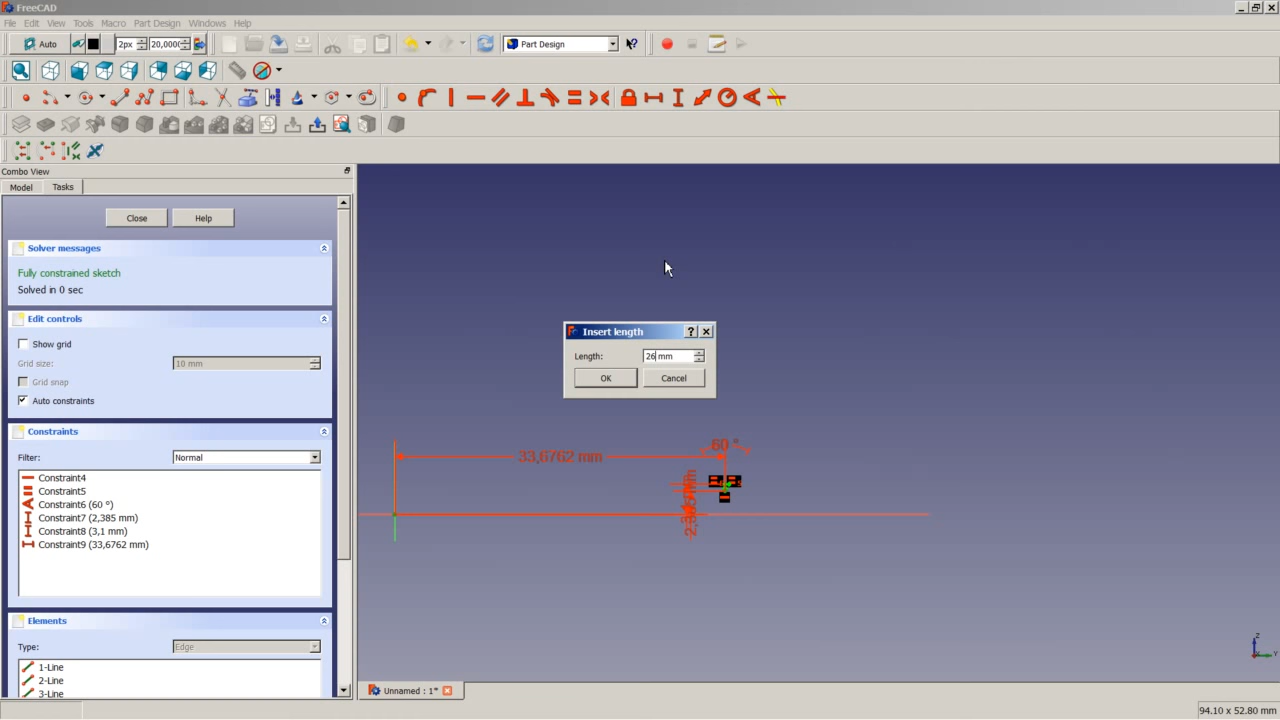 FreeCAD
File Edit View Tools Macro Part Design Windows Help
Auto 2px 20,000 Part Design
Combo View
Model Tasks
Close Help
Solver messages
Fully constrained sketch
Solved in 0 sec
Edit controls
Show grid
Grid size: 10 mm
Grid snap
Auto constraints
Constraints
Filter: Normal
Constraint4
Constraint5
Constraint6 (60 °)
Constraint7 (2,385 mm)
Constraint8 (3,1 mm)
Constraint9 (33,6762 mm)
Elements
Type: Edge
1-Line
2-Line
3-Line
Insert length
Length: 26 mm
OK Cancel
60 °
33,6762 mm
Z
Y
Unnamed : 1*
94.10 x 52.80 mm